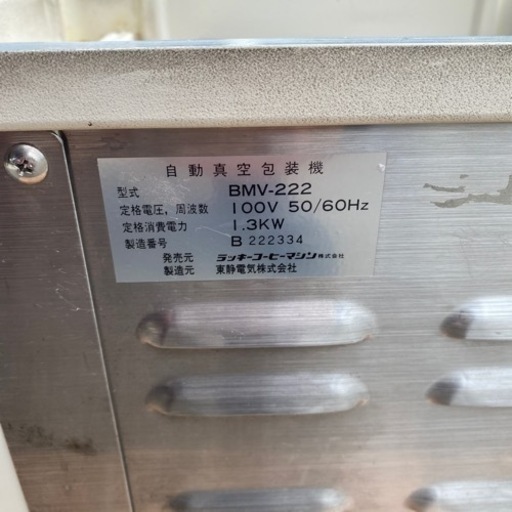 自動真空包装機
型式 BMV-222
定格電圧，周波数 100V 50/60Hz
定格消費電力 1.3KW
製造番号 B 222334
発売元 ラッキーコーヒーマシン株式会社
製造元 東静電気株式会社